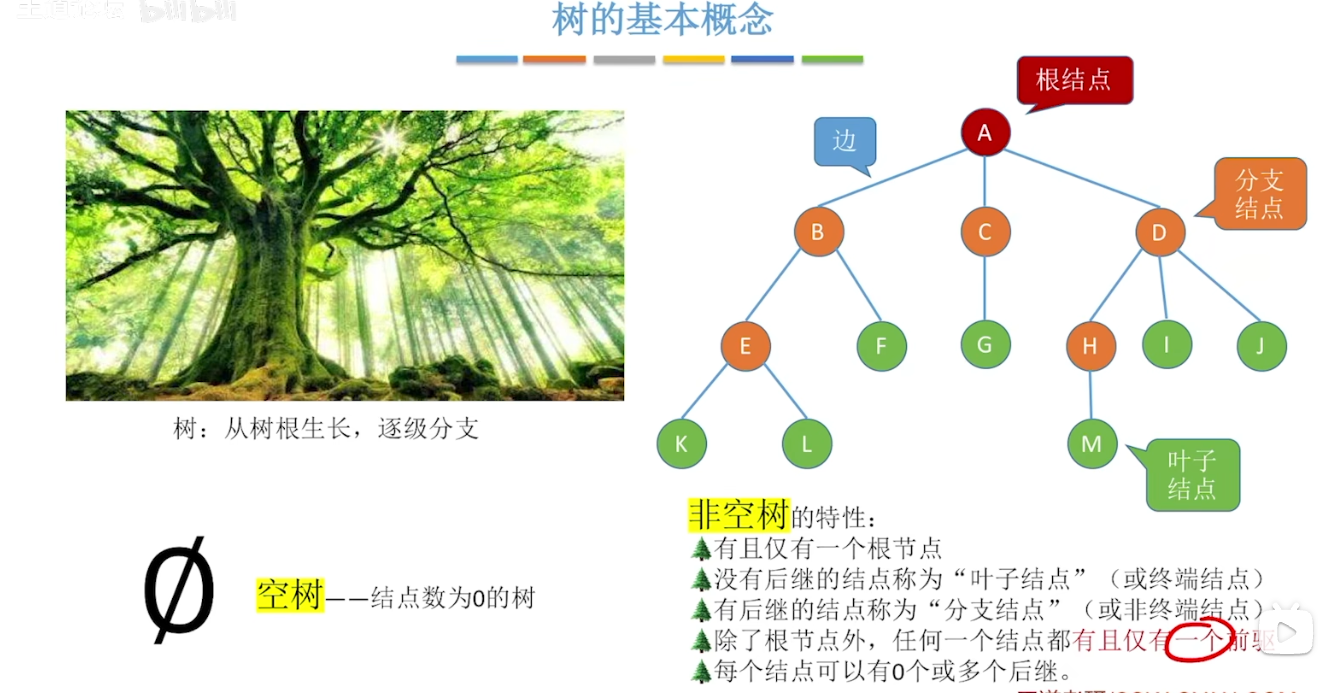 bilibili
树的基本概念
根结点
边
A
分支
结点
B
C
D
E
F
G
H
I
J
K
L
M
叶子
结点
树：从树根生长，逐级分支
Ø
空树——结点数为0的树
非空树的特性：
有且仅有一个根节点
没有后继的结点称为“叶子结点”（或终端结点）
有后继的结点称为“分支结点”（或非终端结点）
除了根节点外，任何一个结点都有且仅有一个前驱
每个结点可以有0个或多个后继。